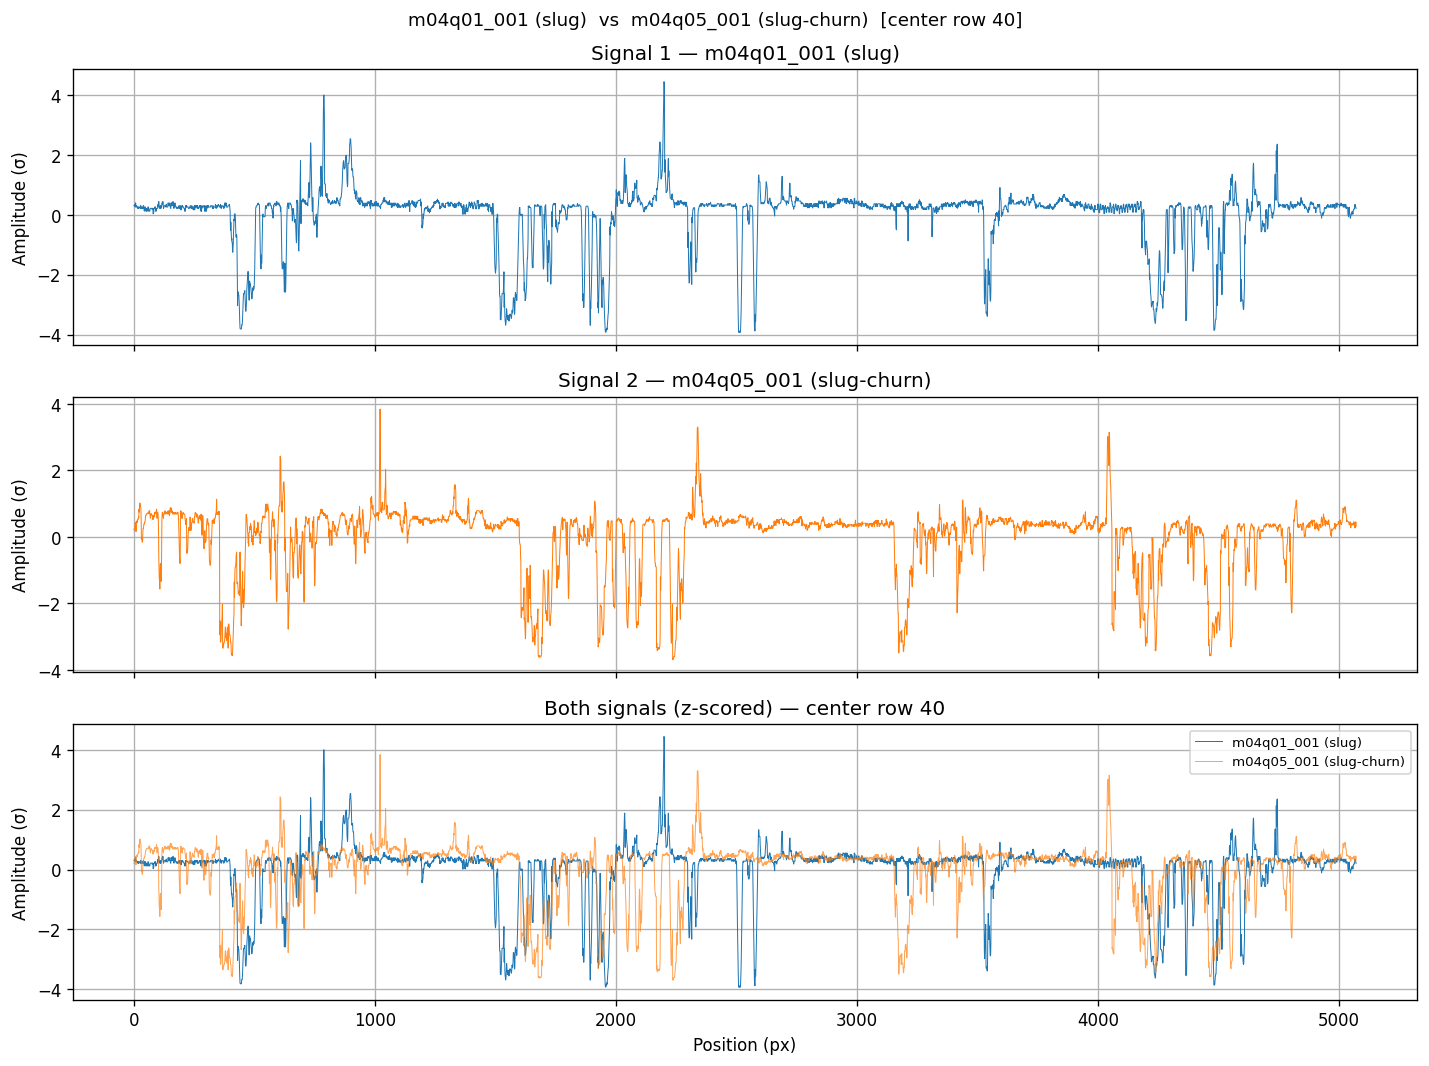 m04q01_001 (slug)  vs  m04q05_001 (slug-churn)  [center row 40]
Signal 1 — m04q01_001 (slug)
Amplitude (σ)
4
2
0
−2
−4
Signal 2 — m04q05_001 (slug-churn)
Amplitude (σ)
4
2
0
−2
−4
Both signals (z-scored) — center row 40
Amplitude (σ)
4
2
0
−2
−4
m04q01_001 (slug)
m04q05_001 (slug-churn)
0 1000 2000 3000 4000 5000
Position (px)